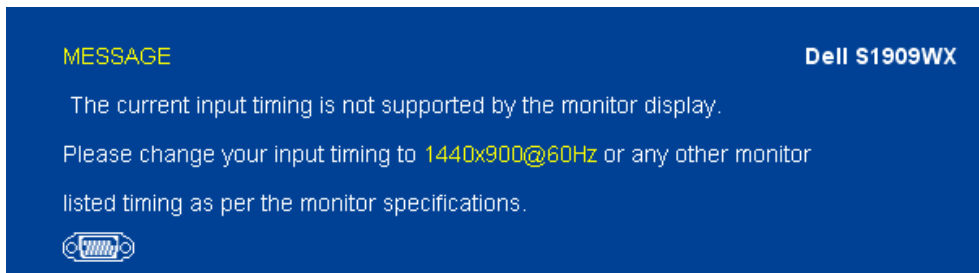 MESSAGE Dell S1909WX
The current input timing is not supported by the monitor display.
Please change your input timing to 1440x900@60Hz or any other monitor
listed timing as per the monitor specifications.